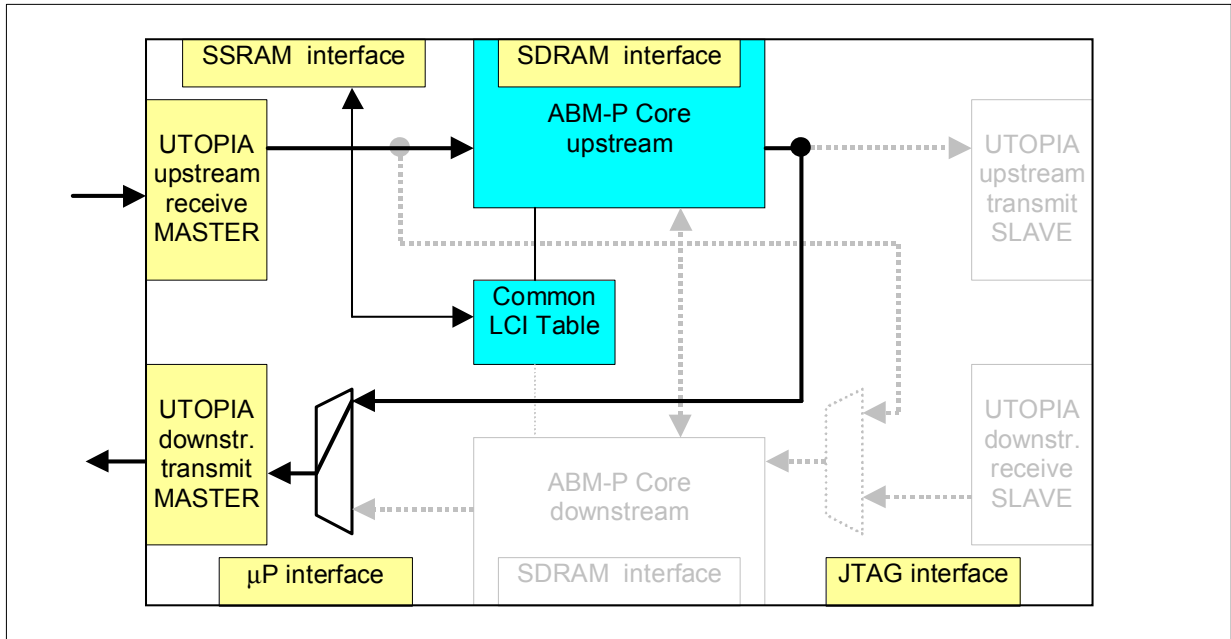 SSRAM interface
SDRAM interface
ABM-P Core
upstream
UTOPIA
upstream
receive
MASTER
UTOPIA
upstream
transmit
SLAVE
Common
LCI Table
UTOPIA
downstr.
transmit
MASTER
ABM-P Core
downstream
UTOPIA
downstr.
receive
SLAVE
μP interface
SDRAM interface
JTAG interface